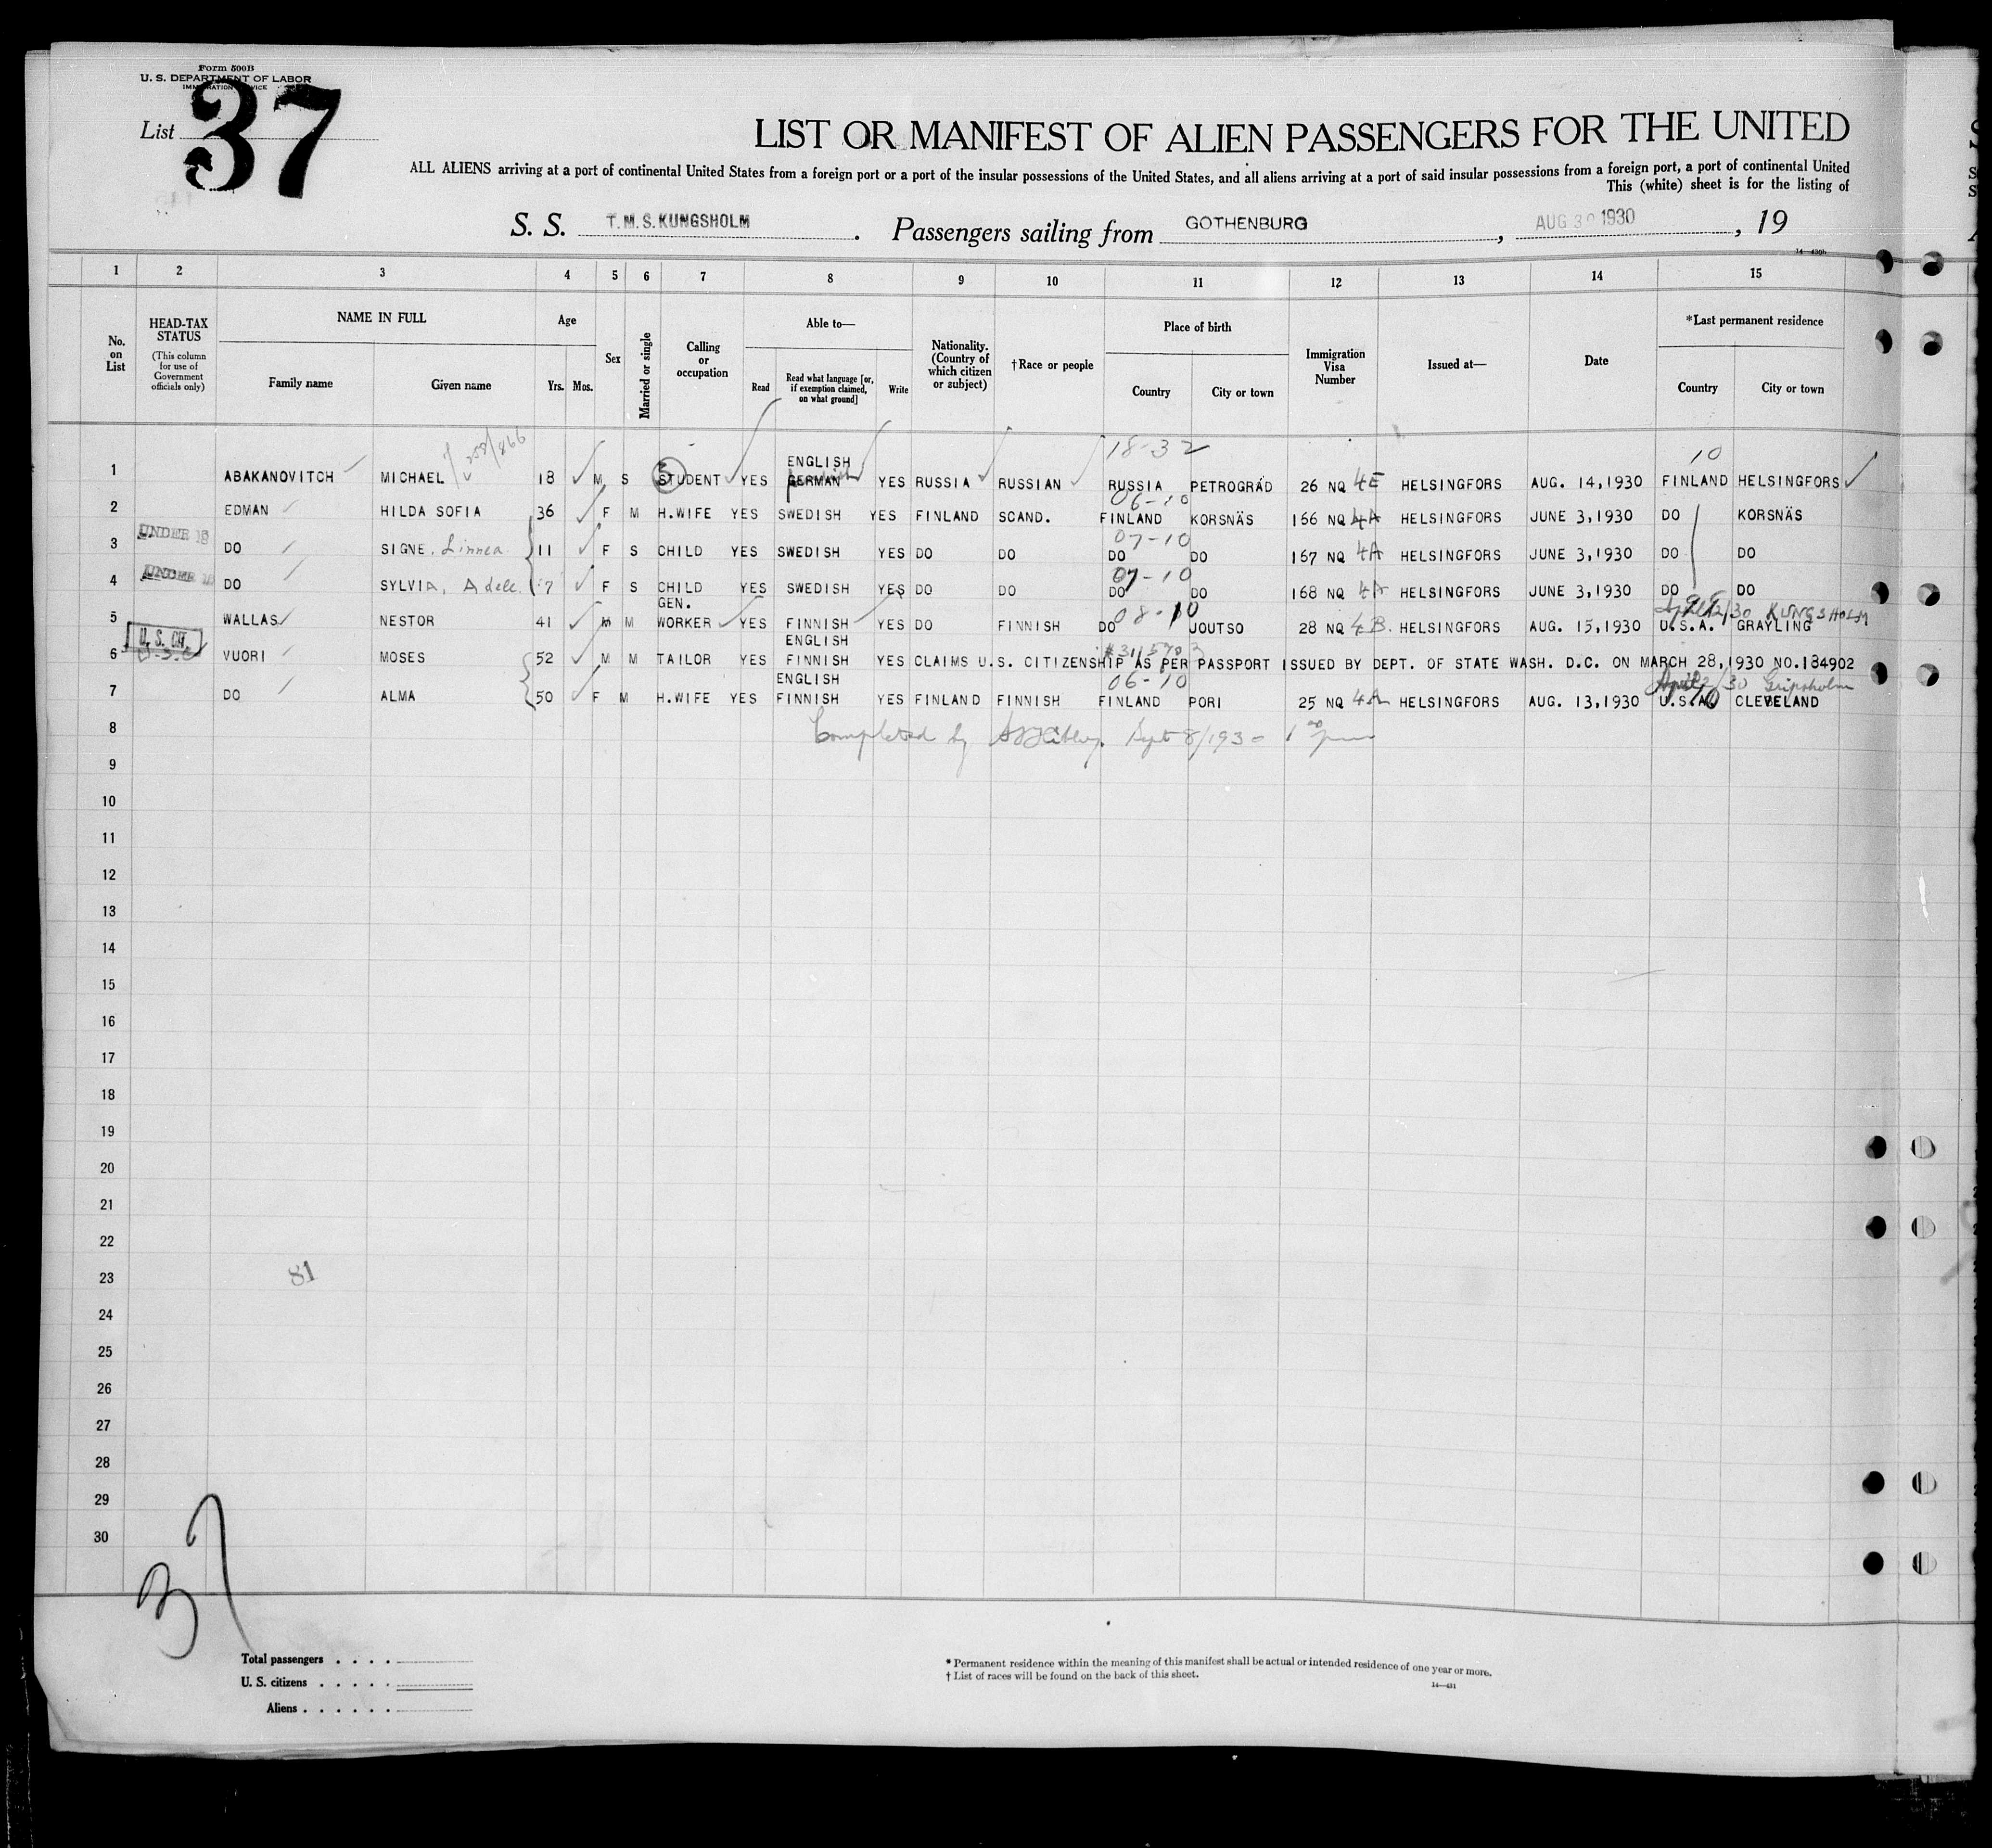 Form 500B
U. S. DEPARTMENT OF LABOR
List 37
LIST OR MANIFEST OF ALIEN PASSENGERS FOR THE UNITED
ALL ALIENS arriving at a port of continental United States from a foreign port or a port of the insular possessions of the United States, and all aliens arriving at a port of said insular possessions from a foreign port, a port of continental United
This (white) sheet is for the listing of
S. S. T.M.S. KUNGSHOLM. Passengers sailing from GOTHENBURG, AUG 30 1930, 19
1 2 3 4 5 6 7 8 9 10 11 12 13 14 15
No. on List
HEAD-TAX STATUS
(This column for use of Government officials only)
NAME IN FULL
Family name Given name
Age
Yrs. Mos.
Sex
Married or single
Calling or occupation
Able to—
Read
Read what language [or, if exemption claimed, on what ground]
Write
Nationality. (Country of which citizen or subject)
†Race or people
Place of birth
Country City or town
Immigration Visa Number
Issued at—
Date
*Last permanent residence
Country City or town
18-32 10
ENGLISH
1 ABAKANOVITCH MICHAEL 18 M S STUDENT YES GERMAN YES RUSSIA RUSSIAN RUSSIA PETROGRAD 26 NQ 4E HELSINGFORS AUG. 14,1930 FINLAND HELSINGFORS
06-10
2 EDMAN HILDA SOFIA 36 F M H.WIFE YES SWEDISH YES FINLAND SCAND. FINLAND KORSNÄS 166 NQ 4A HELSINGFORS JUNE 3,1930 DO KORSNÄS
UNDER 16 07-10
3 DO SIGNE, Linnea 11 F S CHILD YES SWEDISH YES DO DO DO DO 167 NQ 4A HELSINGFORS JUNE 3,1930 DO DO
UNDER 16 07-10
4 DO SYLVIA, Adele 7 F S CHILD YES SWEDISH YES DO DO DO DO 168 NQ 4A HELSINGFORS JUNE 3,1930 DO DO
GEN. 08-10 KUNGSHOLM
5 WALLAS NESTOR 41 M M WORKER YES FINNISH YES DO FINNISH DO JOUTSO 28 NQ 4B. HELSINGFORS AUG. 15,1930 U.S.A. GRAYLING
U.S. CIT. ENGLISH
6 U.S.C VUORI MOSES 52 M M TAILOR YES FINNISH YES CLAIMS U.S. CITIZENSHIP AS PER PASSPORT ISSUED BY DEPT. OF STATE WASH. D.C. ON MARCH 28,1930 NO.184902
ENGLISH 06-10 April /30 Gripsholm
7 DO ALMA 50 F M H.WIFE YES FINNISH YES FINLAND FINNISH FINLAND PORI 25 NQ 4A HELSINGFORS AUG. 13,1930 U.S.A. CLEVELAND
8 Completed by Sept 8/1930 1 pm
9
10
11
12
13
14
15
16
17
18
19
20
21
22
23 81
24
25
26
27
28
29
30
37
Total passengers . . . .
U. S. citizens . . . . .
Aliens . . . . . .
* Permanent residence within the meaning of this manifest shall be actual or intended residence of one year or more.
† List of races will be found on the back of this sheet.
14—431